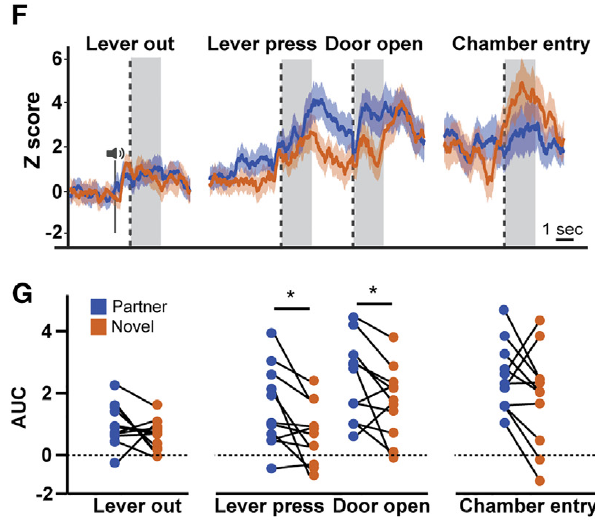 F
Lever out
Lever press
Door open
Chamber entry
Z score
6
4
2
0
-2
1 sec
G
Partner
Novel
*
*
AUC
4
2
0
-2
Lever out
Lever press
Door open
Chamber entry